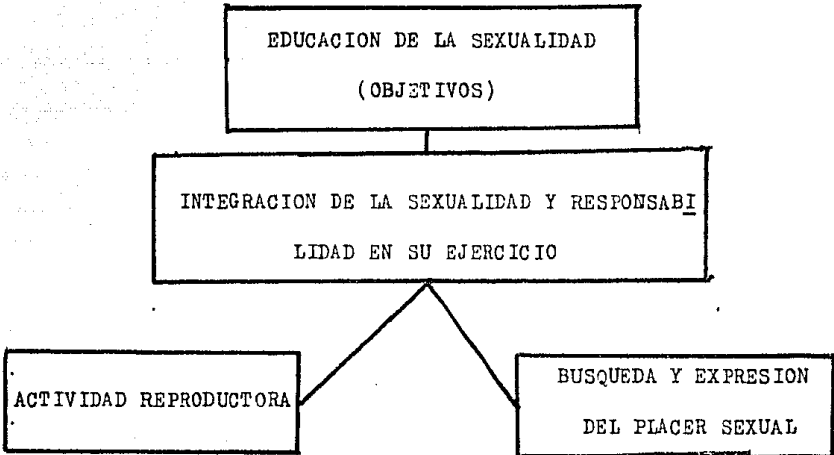 EDUCACION DE LA SEXUALIDAD
(OBJETIVOS)
INTEGRACION DE LA SEXUALIDAD Y RESPONSABI
LIDAD EN SU EJERCICIO
ACTIVIDAD REPRODUCTORA
BUSQUEDA Y EXPRESION
DEL PLACER SEXUAL